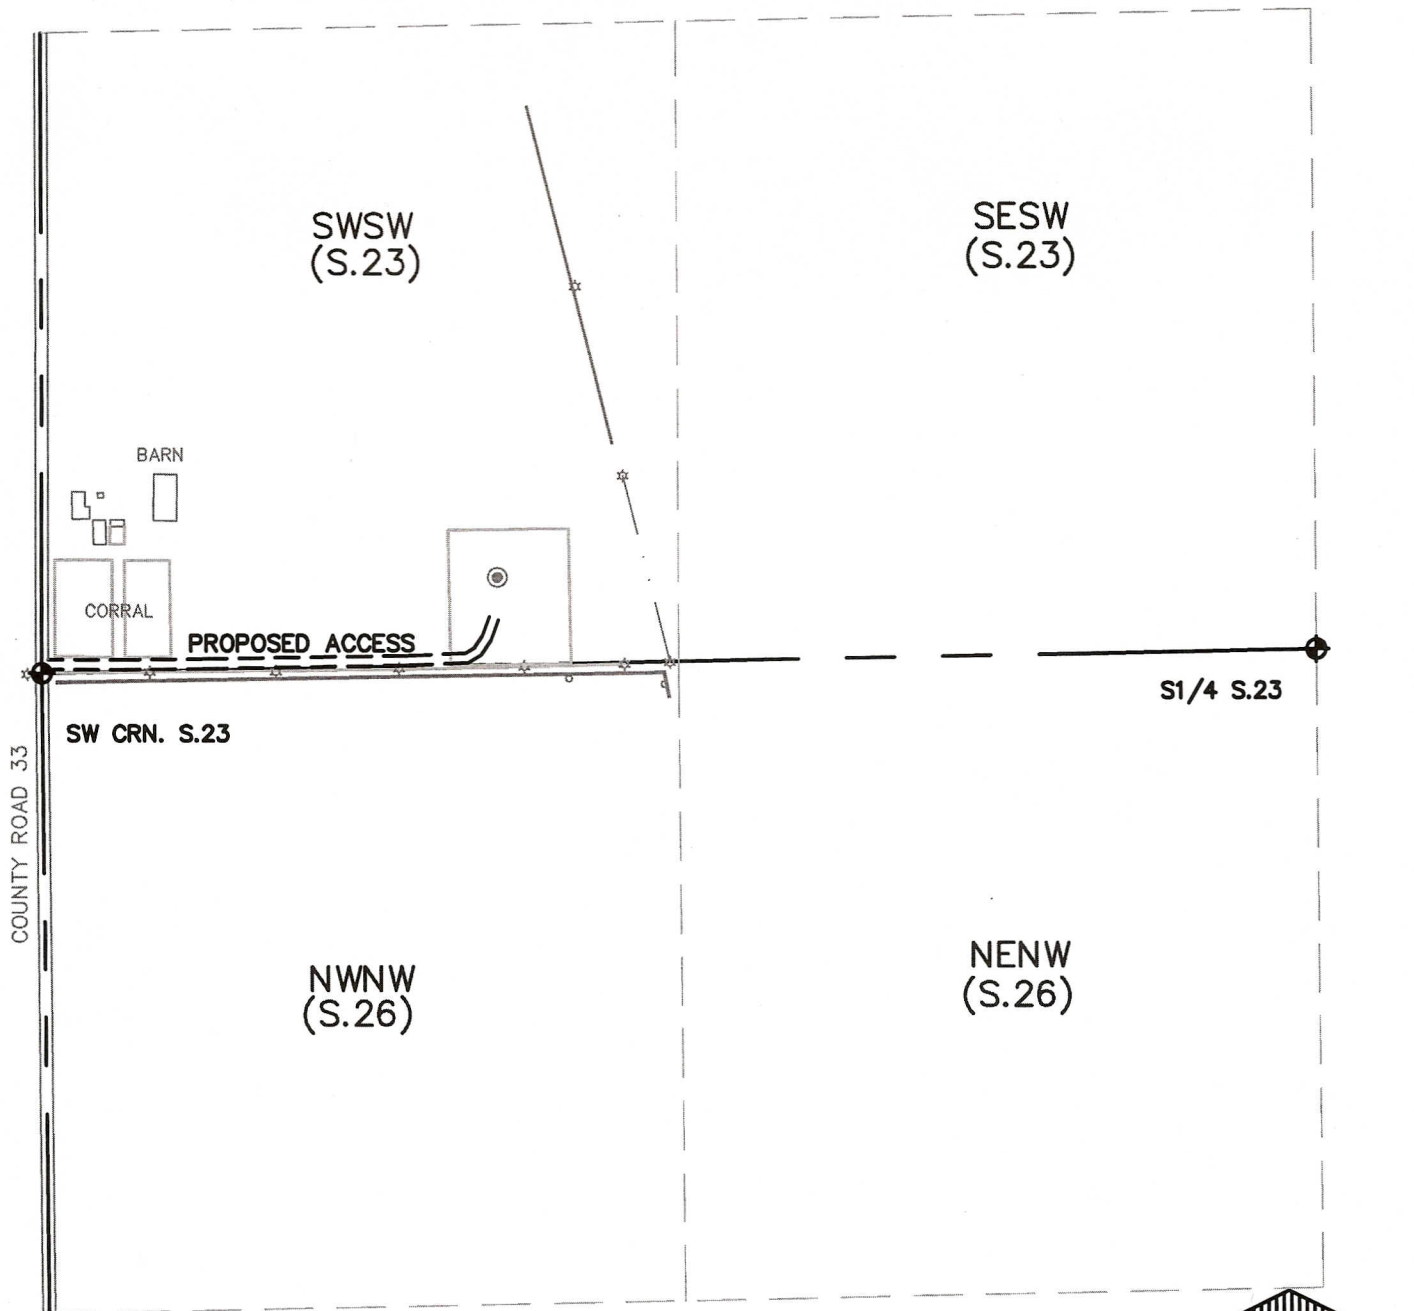 SWSW
(S.23)
SESW
(S.23)
BARN
CORRAL
PROPOSED ACCESS
S1/4 S.23
SW CRN. S.23
COUNTY ROAD 33
NWNW
(S.26)
NENW
(S.26)